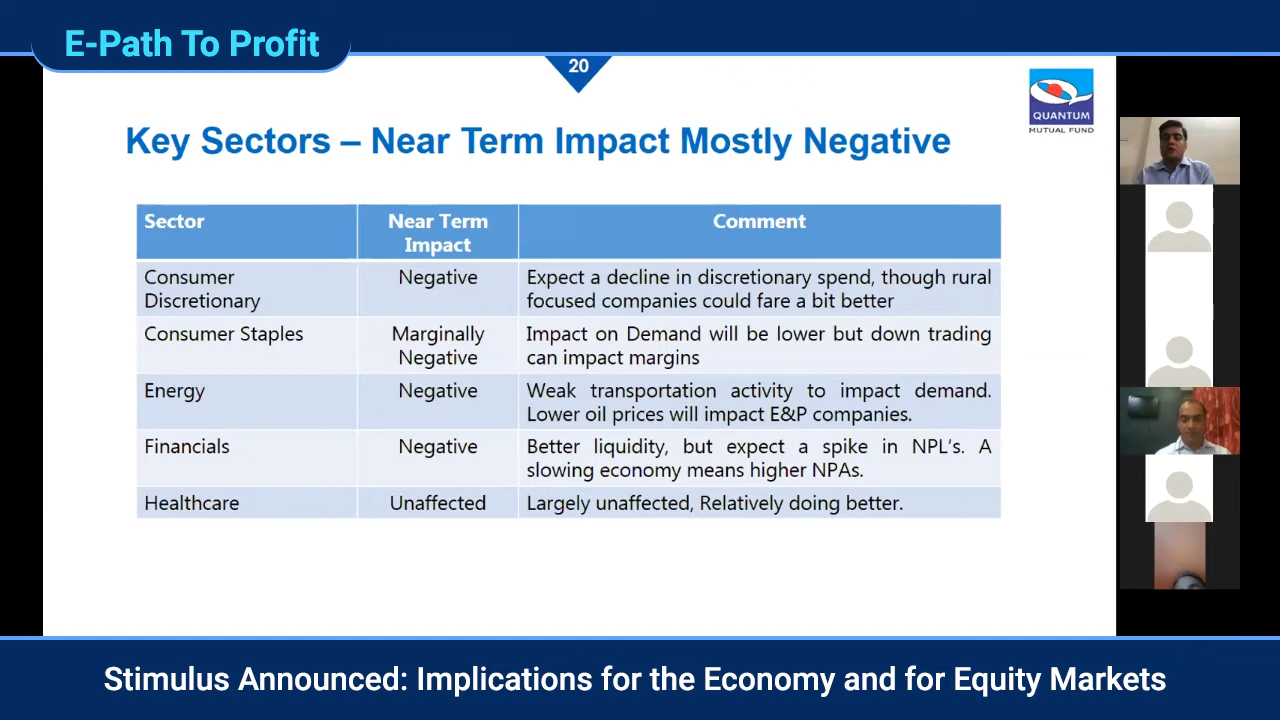 E-Path To Profit
20
QUANTUM
MUTUAL FUND
Key Sectors – Near Term Impact Mostly Negative
Sector
Near Term
Impact
Comment
Consumer
Discretionary
Negative
Expect a decline in discretionary spend, though rural
focused companies could fare a bit better
Consumer Staples
Marginally
Negative
Impact on Demand will be lower but down trading
can impact margins
Energy
Negative
Weak transportation activity to impact demand.
Lower oil prices will impact E&P companies.
Financials
Negative
Better liquidity, but expect a spike in NPL's. A
slowing economy means higher NPAs.
Healthcare
Unaffected
Largely unaffected, Relatively doing better.
Stimulus Announced: Implications for the Economy and for Equity Markets